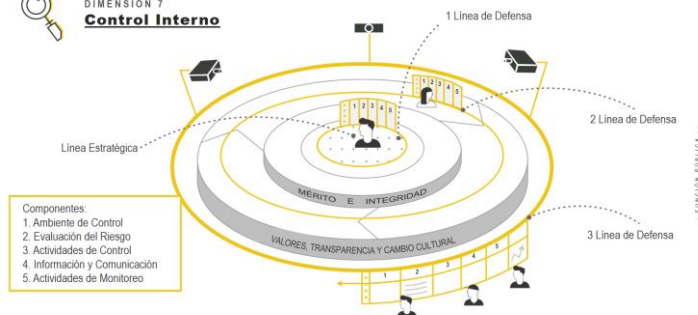 DIMENSIÓN 7
Control Interno
1 Línea de Defensa
1 2 3 4 5
1 2 3 4 5
2 Línea de Defensa
Línea Estratégica
MÉRITO E INTEGRIDAD
VALORES, TRANSPARENCIA Y CAMBIO CULTURAL
3 Línea de Defensa
1 2 3 4 5
Componentes:
1. Ambiente de Control
2. Evaluación del Riesgo
3. Actividades de Control
4. Información y Comunicación
5. Actividades de Monitoreo
FUNCIÓN PÚBLICA